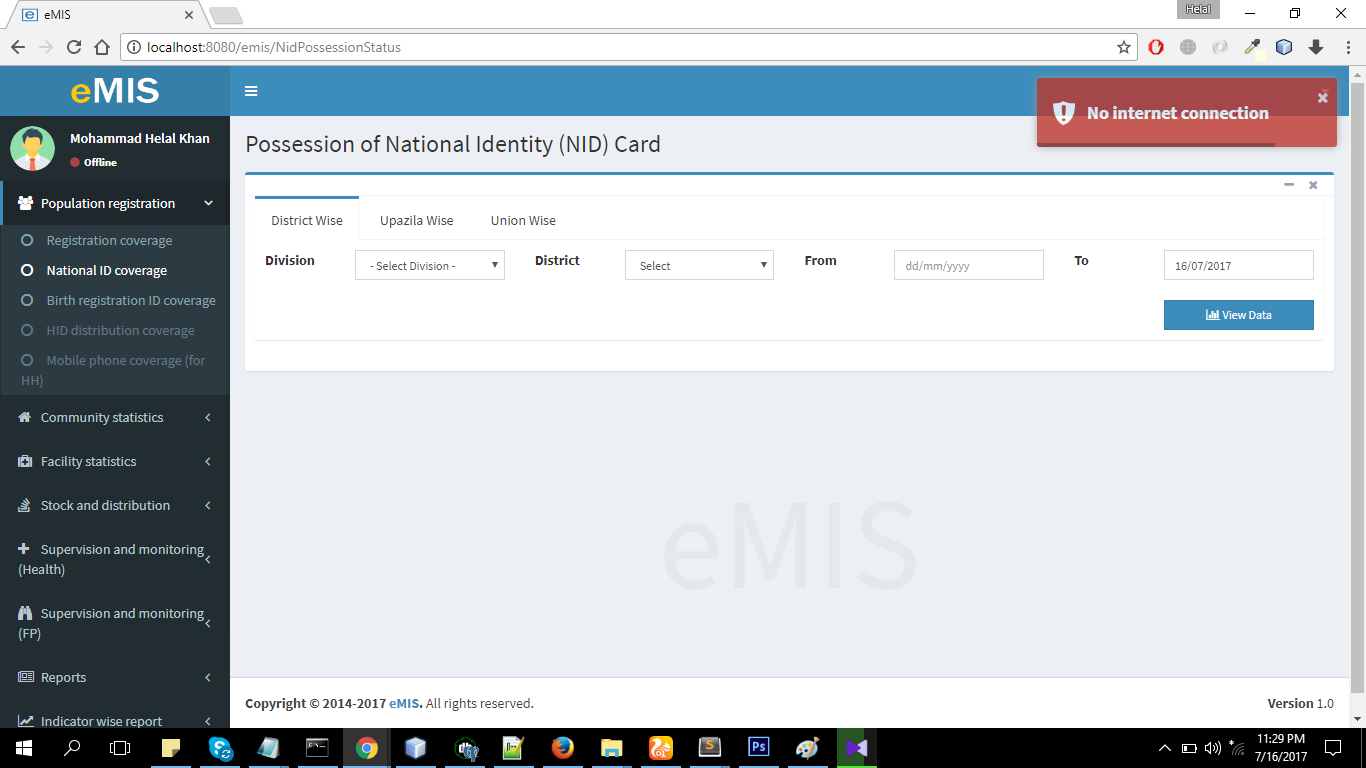 eMIS
Helal
localhost:8080/emis/NidPossessionStatus
eMIS
No internet connection
Mohammad Helal Khan
Offline
Possession of National Identity (NID) Card
Population registration
Registration coverage
National ID coverage
Birth registration ID coverage
HID distribution coverage
Mobile phone coverage (for
HH)
Community statistics
Facility statistics
Stock and distribution
Supervision and monitoring
(Health)
Supervision and monitoring
(FP)
Reports
Indicator wise report
District Wise Upazila Wise Union Wise
Division - Select Division - District Select From dd/mm/yyyy To 16/07/2017
View Data
eMIS
Copyright © 2014-2017 eMIS. All rights reserved. Version 1.0
11:29 PM
7/16/2017